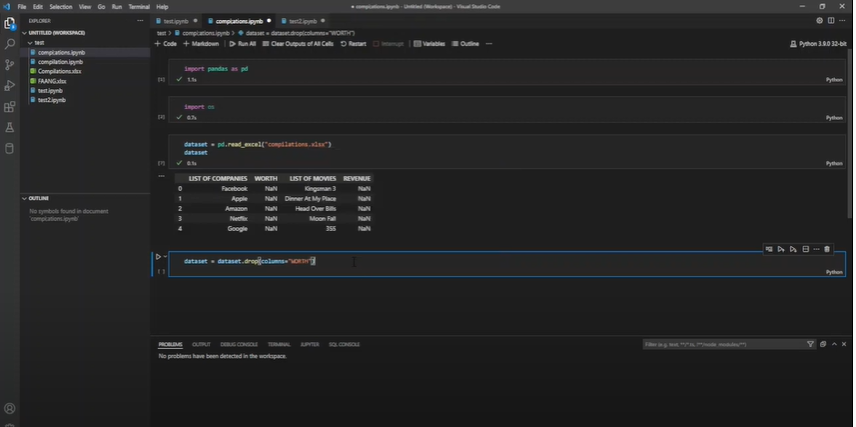 File Edit Selection View Go Run Terminal Help
● compilations.ipynb - Untitled (Workspace) - Visual Studio Code
EXPLORER
UNTITLED (WORKSPACE)
test
compilations.ipynb
compilation.ipynb
Compilations.xlsx
FAANG.xlsx
test.ipynb
test2.ipynb
OUTLINE
No symbols found in document
'compilations.ipynb'
test.ipynb ● compilations.ipynb ● test2.ipynb ●
test > compilations.ipynb > dataset = dataset.drop(columns="WORTH")
+ Code + Markdown Run All Clear Outputs of All Cells Restart Interrupt Variables Outline ...
Python 3.9.0 32-bit
import pandas as pd
1.1s
Python
import
0.7s
Python
dataset = pd.read_excel("compilations.xlsx")
dataset
[7]
0.1s
Python
LIST OF COMPANIES WORTH LIST OF MOVIES REVENUE
0 Facebook NaN Kingsman 3 NaN
1 Apple NaN Dinner At My Place NaN
2 Amazon NaN Head Over Bills NaN
3 Netflix NaN Moon Fall NaN
4 Google NaN 355 NaN
dataset = dataset.drop(columns="WORTH")
[ ]
Python
PROBLEMS OUTPUT DEBUG CONSOLE TERMINAL JUPYTER SQL CONSOLE
Filter (e.g. text, **/*.ts, !**/node_modules/**)
No problems have been detected in the workspace.